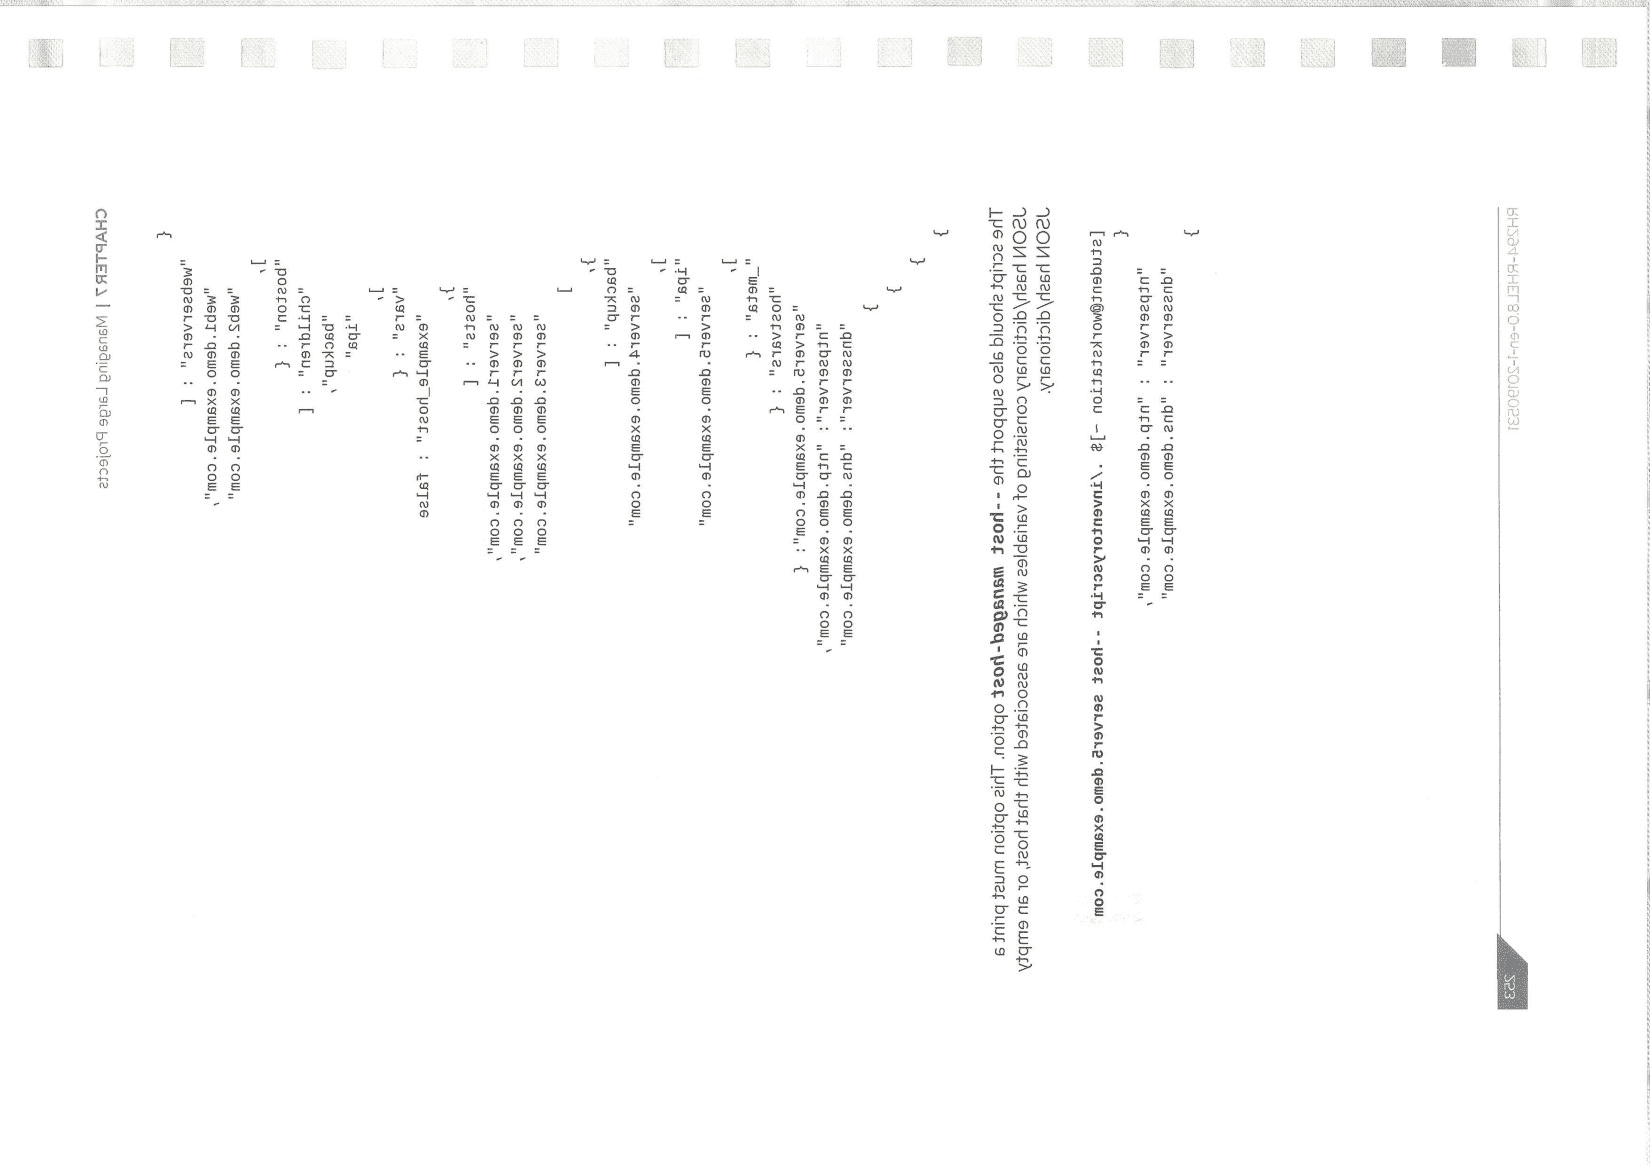 CHAPTER 7 | Managing Large Projects
{
"webservers" : [
"web1.demo.example.com",
"web2.demo.example.com"
],
"boston" : {
"children" : [
"backup",
"ipa"
],
"vars" : {
"example_host" : false
},
"hosts" : [
"server1.demo.example.com",
"server2.demo.example.com",
"server3.demo.example.com"
]
},
"backup" : [
"server4.demo.example.com"
],
"ipa" : [
"server5.demo.example.com"
],
"_meta" : {
"hostvars" : {
"server5.demo.example.com" : {
"ntpserver" : "ntp.demo.example.com",
"dnsserver" : "dns.demo.example.com"
}
}
}
}
The script should also support the --host managed-host option. This option must print a
JSON hash/dictionary consisting of variables which are associated with that host, or an empty
JSON hash/dictionary.
[student@workstation ~]$ ./inventoryscript --host server5.demo.example.com
{
"ntpserver" : "ntp.demo.example.com",
"dnsserver" : "dns.demo.example.com"
}
RH294-RHEL8.0-en-1-20190531
253